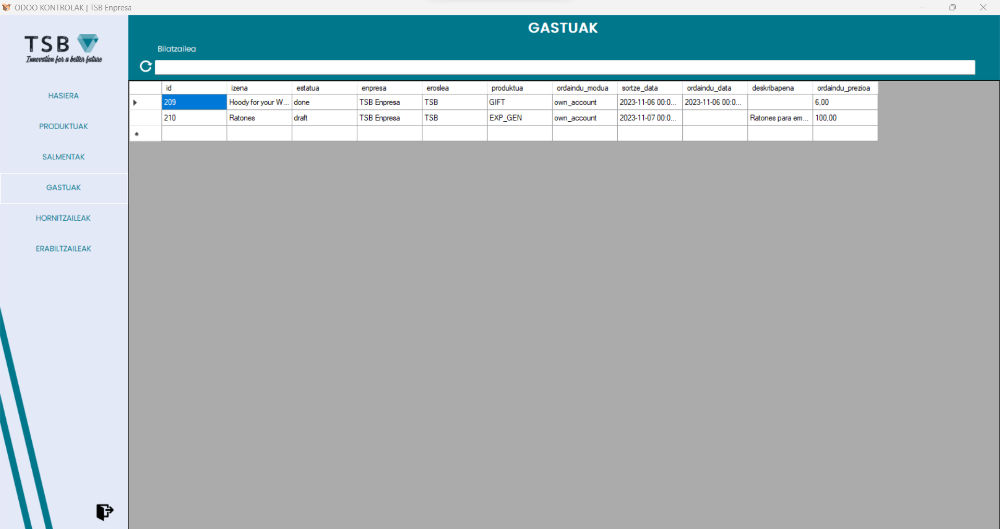 ODOO KONTROLAK | TSB Enpresa
TSB
Innovation for a better future
HASIERA
PRODUKTUAK
SALMENTAK
GASTUAK
HORNITZAILEAK
ERABILTZAILEAK
GASTUAK
Bilatzailea
id izena estatua enpresa eroslea produktua ordaindu_modua sortze_data ordaindu_data deskribapena ordaindu_prezioa
209 Hoody for your W... done TSB Enpresa TSB GIFT own_account 2023-11-06 00:0... 2023-11-06 00:0... 6,00
210 Ratones draft TSB Enpresa TSB EXP_GEN own_account 2023-11-07 00:0... Ratones para em... 100,00